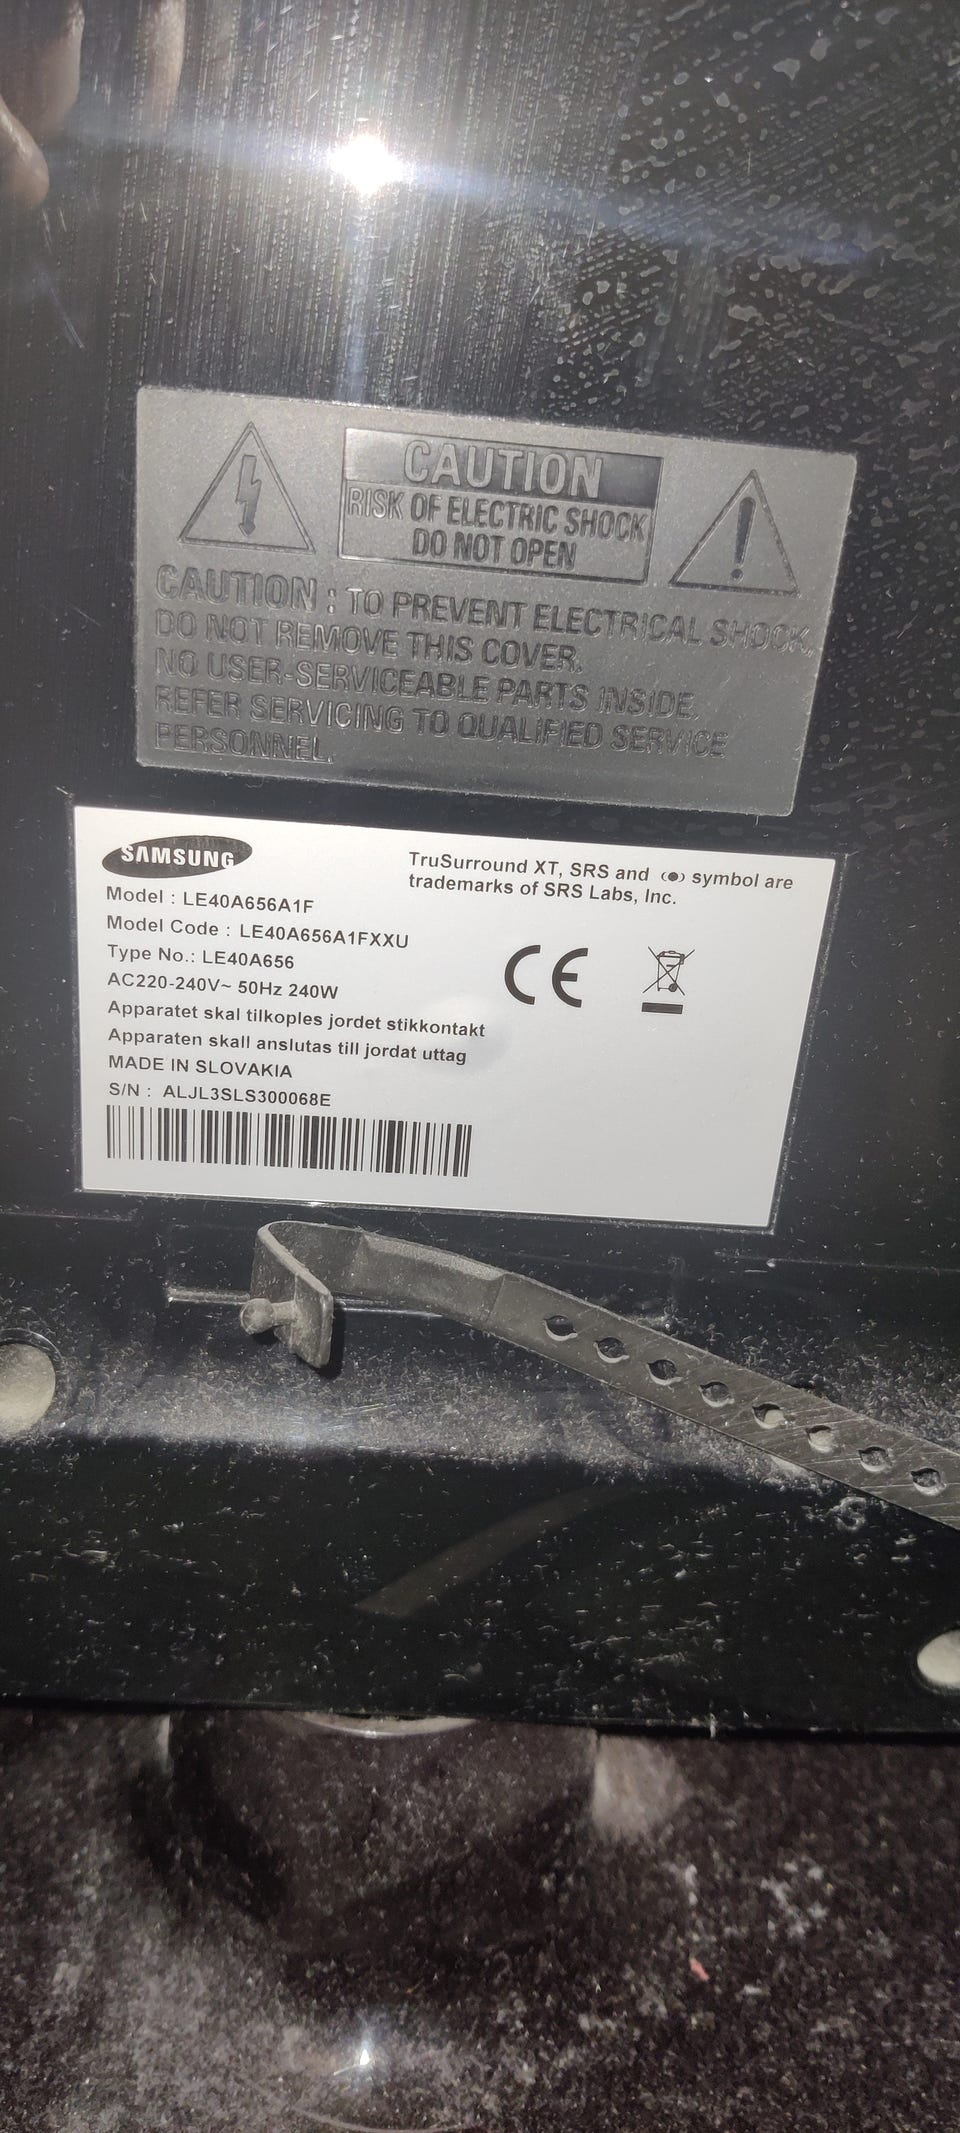 CAUTION
RISK OF ELECTRIC SHOCK
DO NOT OPEN
CAUTION : TO PREVENT ELECTRICAL SHOCK,
DO NOT REMOVE THIS COVER.
NO USER-SERVICEABLE PARTS INSIDE.
REFER SERVICING TO QUALIFIED SERVICE
PERSONNEL.
SAMSUNG
Model : LE40A656A1F
Model Code : LE40A656A1FXXU
Type No.: LE40A656
AC220-240V~ 50Hz 240W
Apparatet skal tilkoples jordet stikkontakt
Apparaten skall anslutas till jordat uttag
MADE IN SLOVAKIA
S/N : ALJL3SLS300068E
TruSurround XT, SRS and (●) symbol are
trademarks of SRS Labs, Inc.
CE